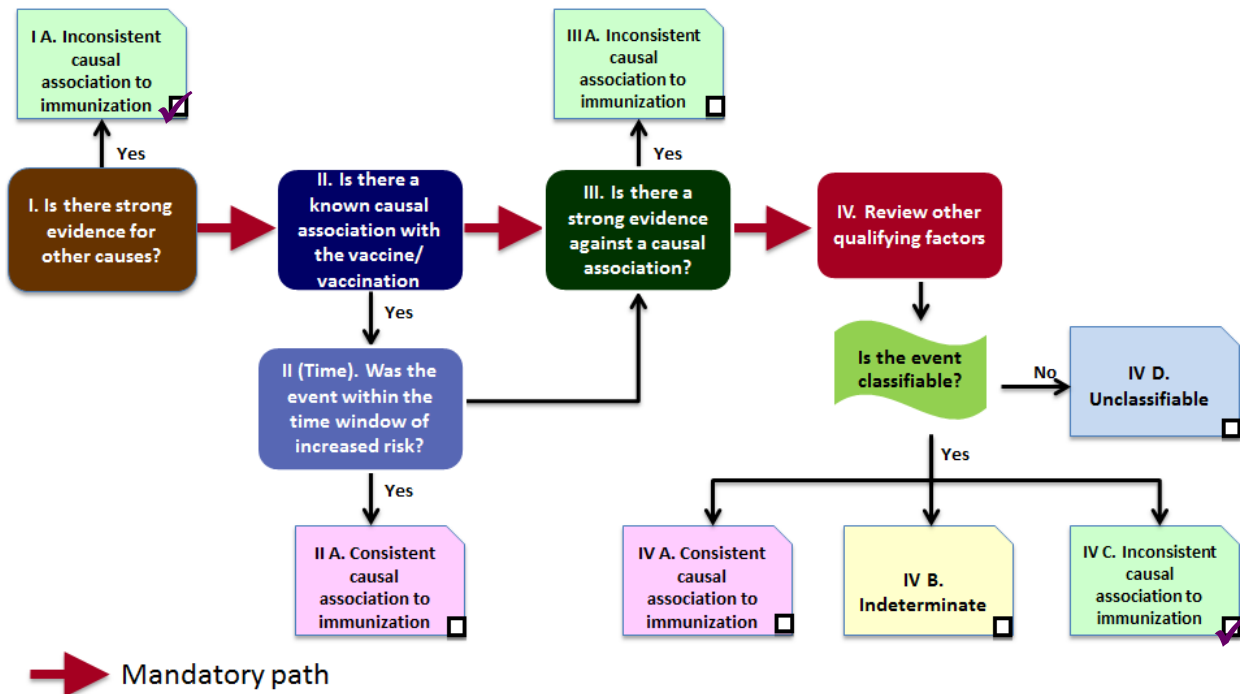 I A. Inconsistent
causal
association to
immunization
III A. Inconsistent
causal
association to
immunization
Yes
Yes
I. Is there strong
evidence for
other causes?
II. Is there a
known causal
association with
the vaccine/
vaccination
III. Is there a
strong evidence
against a causal
association?
IV. Review other
qualifying factors
Yes
II (Time). Was the
event within the
time window of
increased risk?
Is the event
classifiable?
No
IV D.
Unclassifiable
Yes
Yes
II A. Consistent
causal
association to
immunization
IV A. Consistent
causal
association to
immunization
IV B.
Indeterminate
IV C. Inconsistent
causal
association to
immunization
Mandatory path